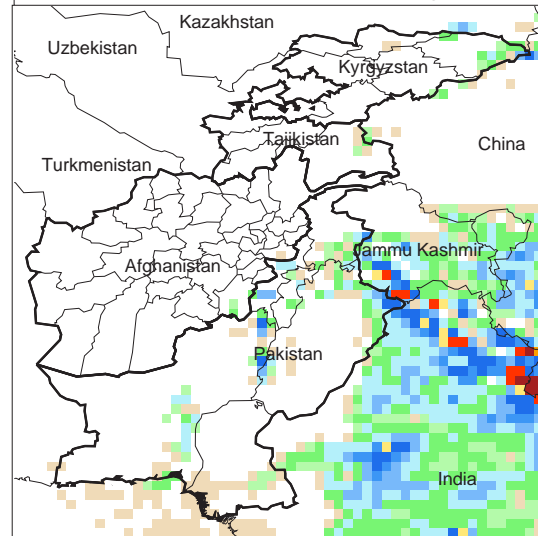 Kazakhstan
Uzbekistan
Kyrgyzstan
Tajikistan
China
Turkmenistan
Jammu Kashmir
Afghanistan
Pakistan
India